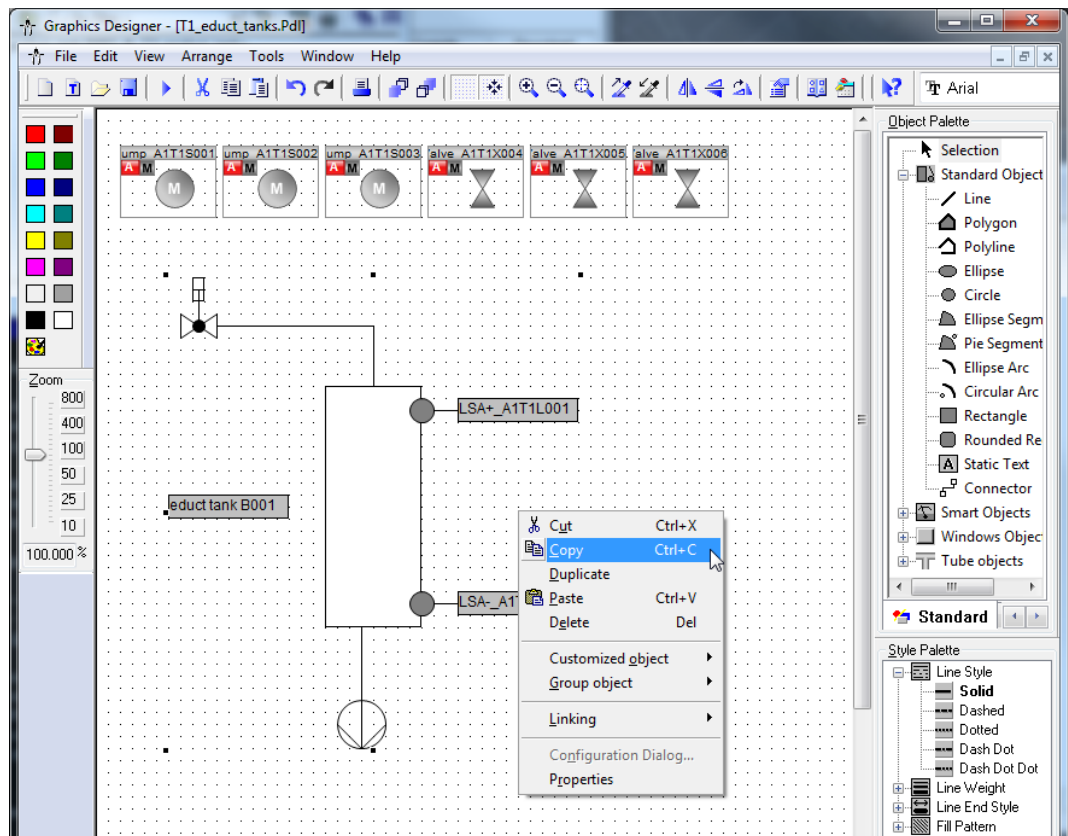 Graphics Designer - [T1_educt_tanks.Pdl]
File Edit View Arrange Tools Window Help
Arial
ump_A1T1S001 ump_A1T1S002 ump_A1T1S003 alve_A1T1X004 alve_A1T1X005 alve_A1T1X006
A M A M A M A M A M A M
M M M
LSA+_A1T1L001
educt tank B001
LSA-_A1
Zoom
800
400
100
50
25
10
100.000 %
Cut Ctrl+X
Copy Ctrl+C
Duplicate
Paste Ctrl+V
Delete Del
Customized object
Group object
Linking
Configuration Dialog...
Properties
Object Palette
Selection
Standard Object
Line
Polygon
Polyline
Ellipse
Circle
Ellipse Segm
Pie Segment
Ellipse Arc
Circular Arc
Rectangle
Rounded Re
A Static Text
Connector
Smart Objects
Windows Objec
Tube objects
Standard
Style Palette
Line Style
Solid
Dashed
Dotted
Dash Dot
Dash Dot Dot
Line Weight
Line End Style
Fill Pattern